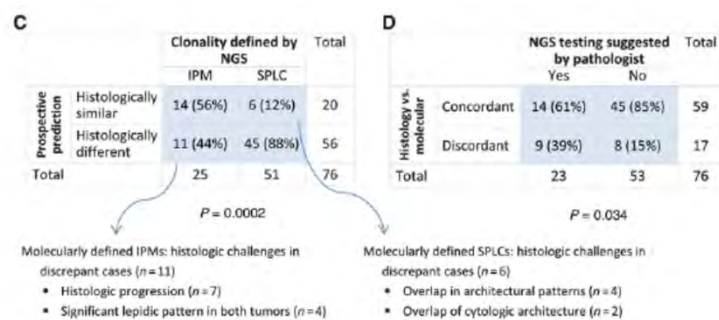 C
Clonality defined by NGS
Total
IPM
SPLC
Prospective prediction
Histologically similar
14 (56%)
6 (12%)
20
Histologically different
11 (44%)
45 (88%)
56
Total
25
51
76
P = 0.0002
Molecularly defined IPMs: histologic challenges in
discrepant cases (n=11)
▪ Histologic progression (n=7)
▪ Significant lepidic pattern in both tumors (n=4)
D
NGS testing suggested by pathologist
Total
Yes
No
Histology vs. molecular
Concordant
14 (61%)
45 (85%)
59
Discordant
9 (39%)
8 (15%)
17
Total
23
53
76
P = 0.034
Molecularly defined SPLCs: histologic challenges in
discrepant cases (n=6)
▪ Overlap in architectural patterns (n=4)
▪ Overlap of cytologic architecture (n=2)